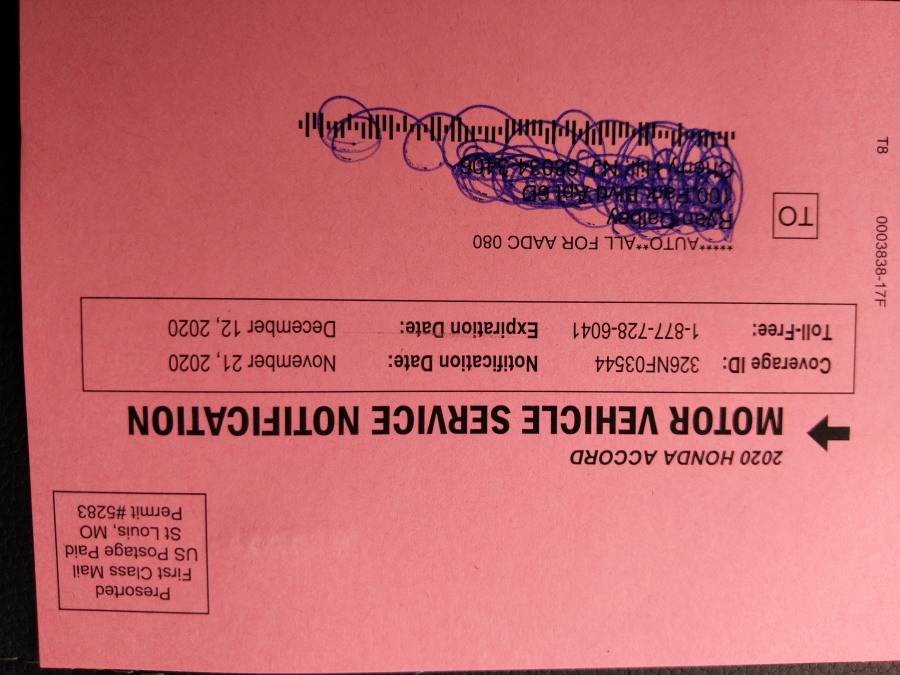 Presorted
First Class Mail
US Postage Paid
St Louis, MO
Permit #5283
2020 HONDA ACCORD
MOTOR VEHICLE SERVICE NOTIFICATION
Coverage ID: 326NF03544 Notification Date: November 21, 2020
Toll-Free: 1-877-728-6041 Expiration Date: December 12, 2020
TO
*****AUTO**ALL FOR AADC 080
T8 0003838-17F